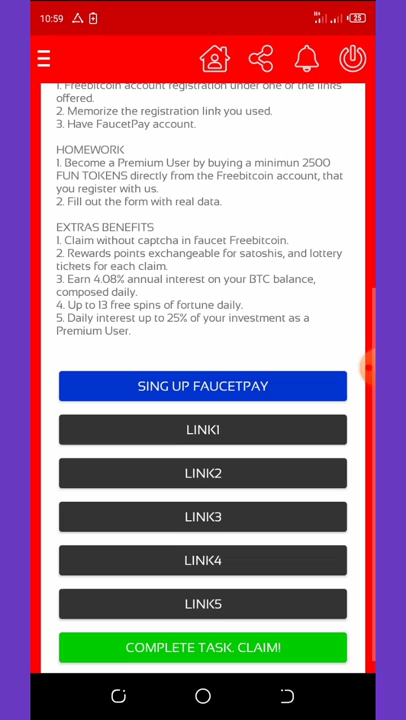 10:59
25
1. Freebitcoin account registration under one of the links
offered.
2. Memorize the registration link you used.
3. Have FaucetPay account.
HOMEWORK
1. Become a Premium User by buying a minimun 2500
FUN TOKENS directly from the Freebitcoin account, that
you register with us.
2. Fill out the form with real data.
EXTRAS BENEFITS
1. Claim without captcha in faucet Freebitcoin.
2. Rewards points exchangeable for satoshis, and lottery
tickets for each claim.
3. Earn 4.08% annual interest on your BTC balance,
composed daily.
4. Up to 13 free spins of fortune daily.
5. Daily interest up to 25% of your investment as a
Premium User.
SING UP FAUCETPAY
LINK1
LINK2
LINK3
LINK4
LINK5
COMPLETE TASK. CLAIM!